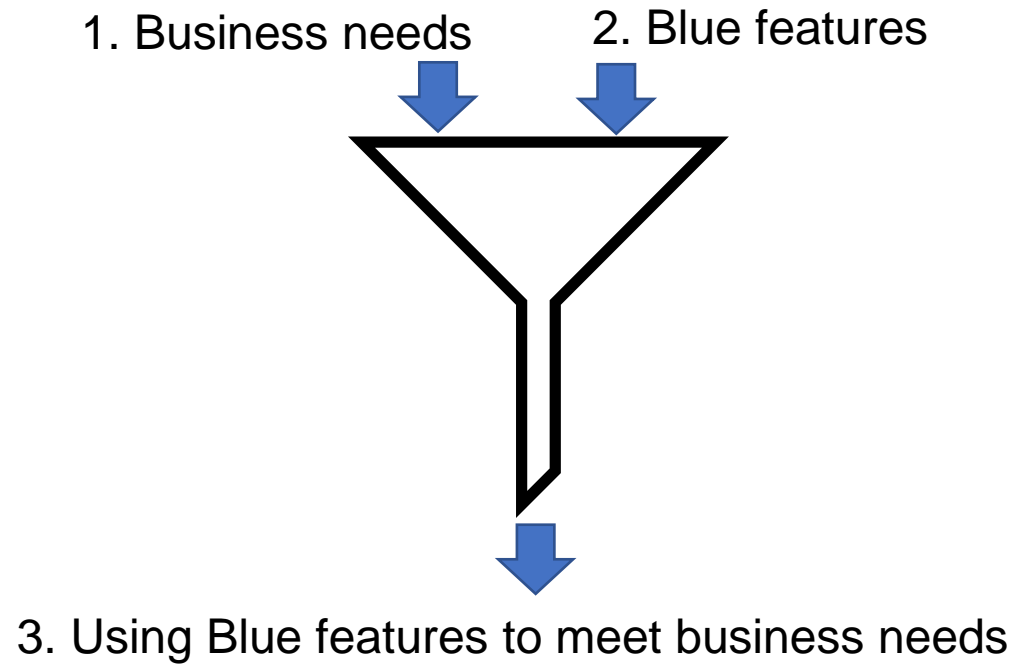 1. Business needs
2. Blue features
3. Using Blue features to meet business needs